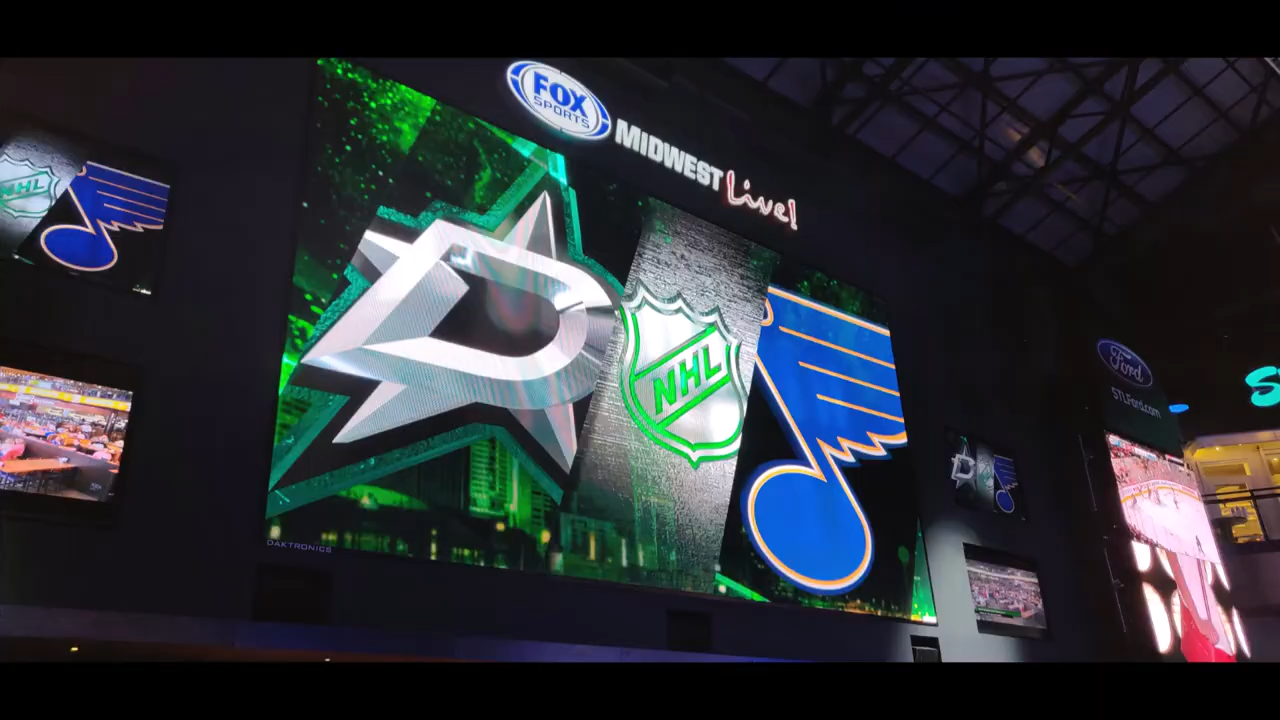 FOX
SPORTS
MIDWEST Live!
NHL
NHL
D
D
Ford
STLFord.com
DAKTRONICS